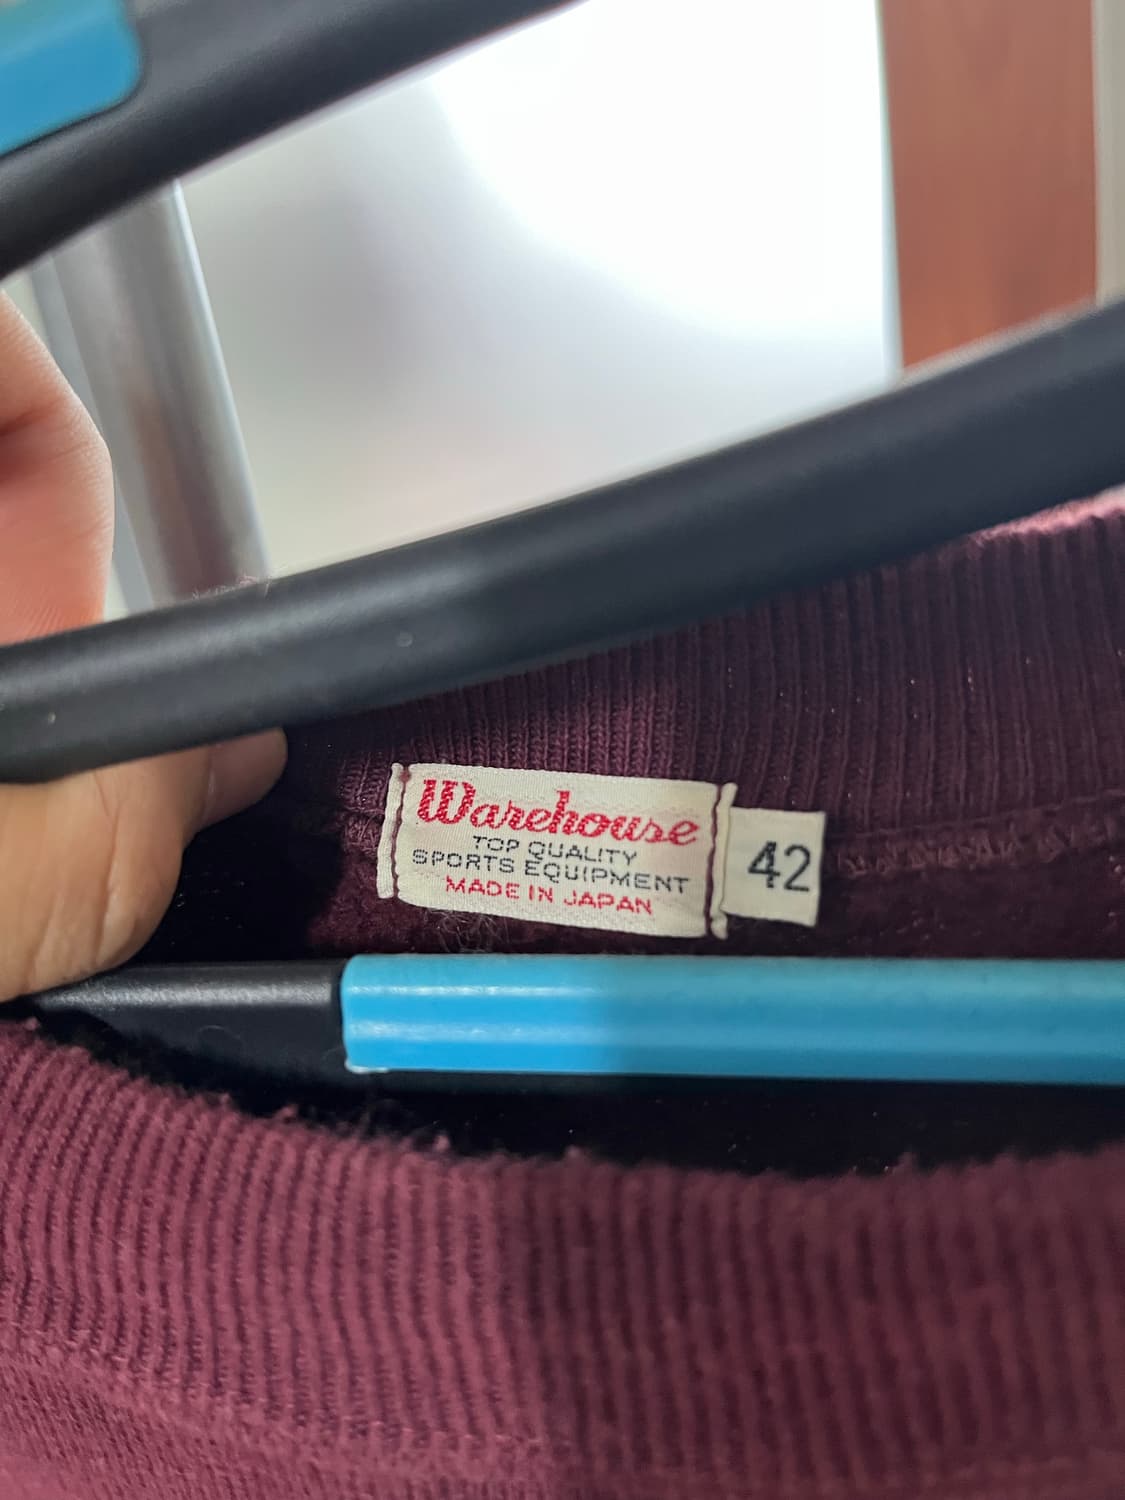 Warehouse
TOP QUALITY
SPORTS EQUIPMENT
MADE IN JAPAN
42